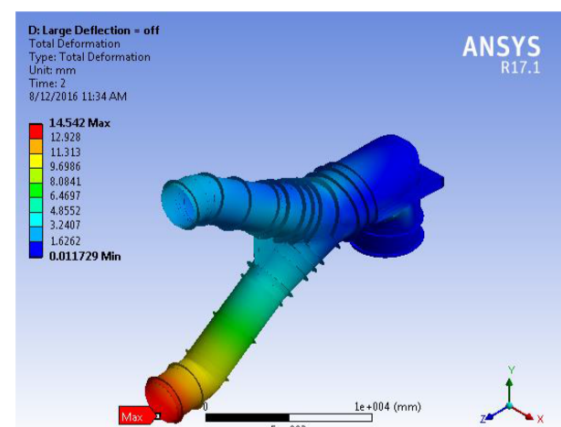 D: Large Deflection = off
Total Deformation
Type: Total Deformation
Unit: mm
Time: 2
8/12/2016 11:34 AM
ANSYS
R17.1
14.542 Max
12.928
11.313
9.6986
8.0841
6.4697
4.8552
3.2407
1.6262
0.011729 Min
Max
0
1e+004 (mm)
Y
Z
X